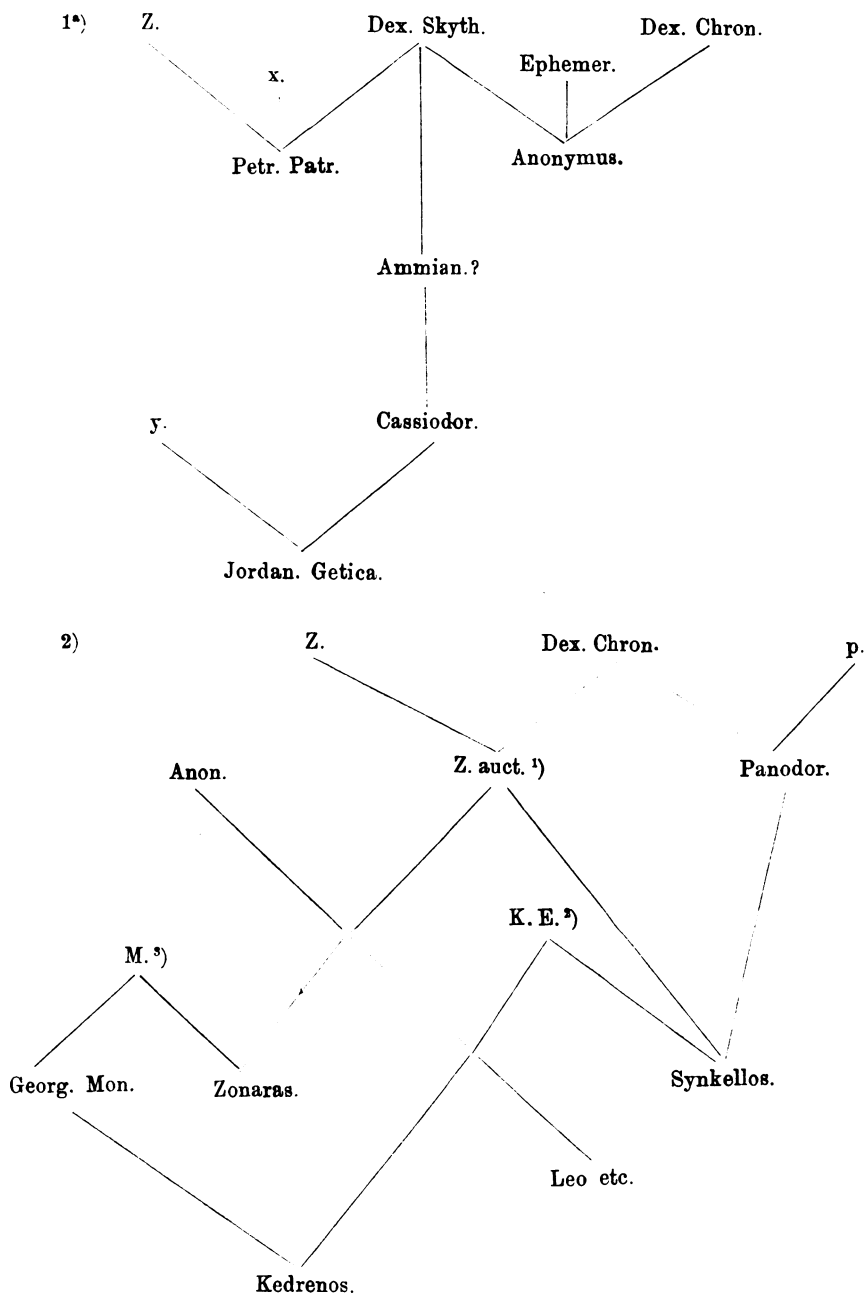 1ᵃ) Z. Dex. Skyth. Dex. Chron.
Ephemer.
x.
Petr. Patr. Anonymus.
Ammian.?
y. Cassiodor.
Jordan. Getica.
2) Z. Dex. Chron. p.
Anon. Z. auct. ¹) Panodor.
K. E. ²)
M. ³)
Georg. Mon. Zonaras. Synkellos.
Leo etc.
Kedrenos.